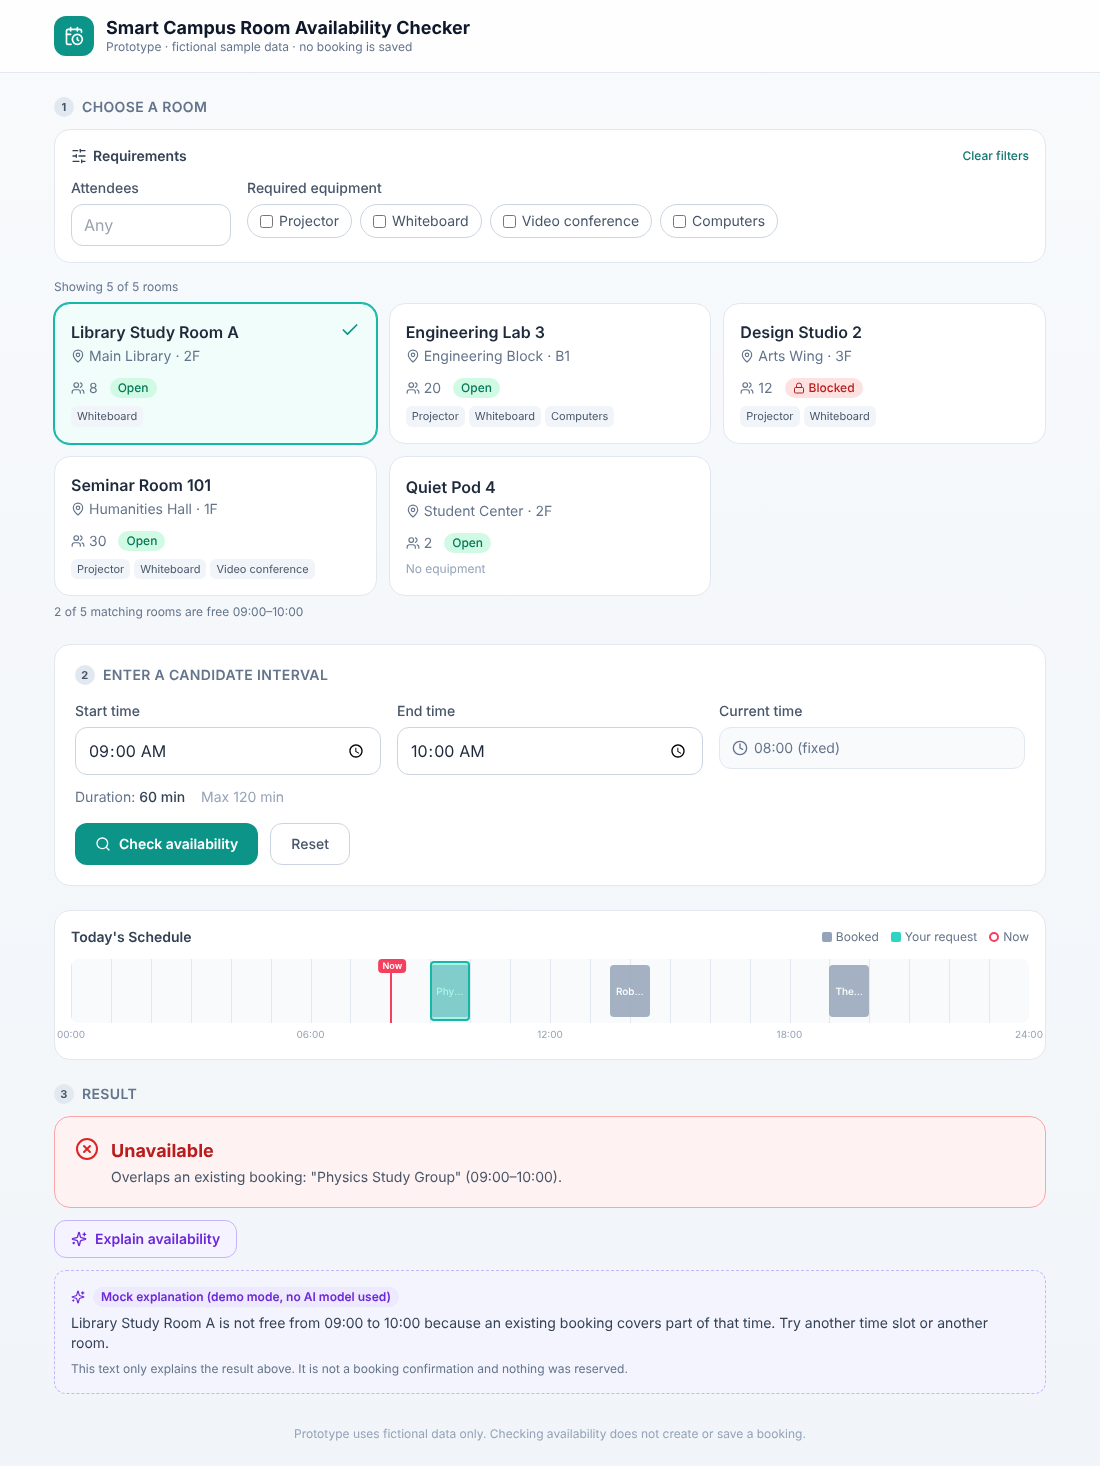 Smart Campus Room Availability Checker
Prototype · fictional sample data · no booking is saved
1 CHOOSE A ROOM
Requirements
Clear filters
Attendees
Required equipment
Any
Projector
Whiteboard
Video conference
Computers
Showing 5 of 5 rooms
Library Study Room A
Main Library · 2F
8 Open
Whiteboard
Engineering Lab 3
Engineering Block · B1
20 Open
Projector Whiteboard Computers
Design Studio 2
Arts Wing · 3F
12 Blocked
Projector Whiteboard
Seminar Room 101
Humanities Hall · 1F
30 Open
Projector Whiteboard Video conference
Quiet Pod 4
Student Center · 2F
2 Open
No equipment
2 of 5 matching rooms are free 09:00–10:00
2 ENTER A CANDIDATE INTERVAL
Start time
End time
Current time
09:00 AM
10:00 AM
08:00 (fixed)
Duration: 60 min Max 120 min
Check availability
Reset
Today's Schedule
Booked Your request Now
Now
Phy...
Rob...
The...
00:00 06:00 12:00 18:00 24:00
3 RESULT
Unavailable
Overlaps an existing booking: "Physics Study Group" (09:00–10:00).
Explain availability
Mock explanation (demo mode, no AI model used)
Library Study Room A is not free from 09:00 to 10:00 because an existing booking covers part of that time. Try another time slot or another
room.
This text only explains the result above. It is not a booking confirmation and nothing was reserved.
Prototype uses fictional data only. Checking availability does not create or save a booking.